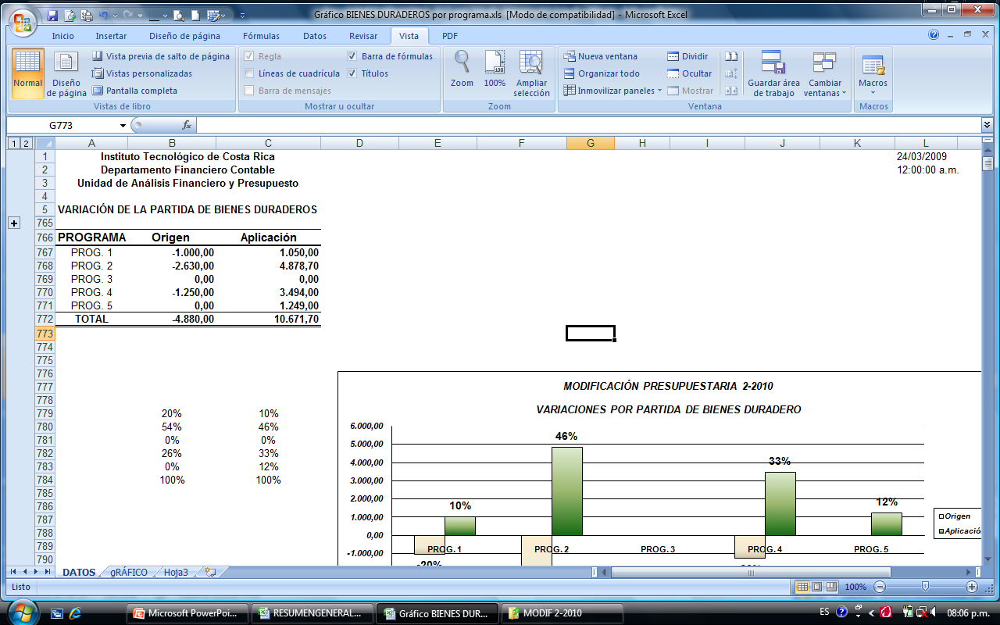 Gráfico BIENES DURADEROS por programa.xls [Modo de compatibilidad] - Microsoft Excel
Inicio Insertar Diseño de página Fórmulas Datos Revisar Vista PDF
Normal
Diseño de página
Vista previa de salto de página
Vistas personalizadas
Pantalla completa
Vistas de libro
Regla
Líneas de cuadrícula
Barra de mensajes
Barra de fórmulas
Títulos
Mostrar u ocultar
Zoom
100%
Ampliar selección
Zoom
Nueva ventana
Organizar todo
Inmovilizar paneles
Dividir
Ocultar
Mostrar
Guardar área de trabajo
Cambiar ventanas
Ventana
Macros
Macros
G773 fx
1 2 A B C D E F G H I J K L
1 Instituto Tecnológico de Costa Rica 24/03/2009
2 Departamento Financiero Contable 12:00:00 a.m.
3 Unidad de Análisis Financiero y Presupuesto
4
5 VARIACIÓN DE LA PARTIDA DE BIENES DURADEROS
765
766 PROGRAMA Origen Aplicación
767 PROG. 1 -1.000,00 1.050,00
768 PROG. 2 -2.630,00 4.878,70
769 PROG. 3 0,00 0,00
770 PROG. 4 -1.250,00 3.494,00
771 PROG. 5 0,00 1.249,00
772 TOTAL -4.880,00 10.671,70
773
774
775
776
777
778
779 20% 10%
780 54% 46%
781 0% 0%
782 26% 33%
783 0% 12%
784 100% 100%
785
786
787
788
789
790
MODIFICACIÓN PRESUPUESTARIA 2-2010
VARIACIONES POR PARTIDA DE BIENES DURADERO
6.000,00
5.000,00
4.000,00
3.000,00
2.000,00
1.000,00
0,00
-1.000,00
10%
46%
33%
12%
PROG. 1 PROG. 2 PROG. 3 PROG. 4 PROG. 5
-20%
Origen
Aplicació
DATOS gRÁFICO Hoja3
Listo 100%
Microsoft PowerPoi... RESUMENGENERAL... Gráfico BIENES DUR... MODIF 2-2010 ES 08:06 p.m.